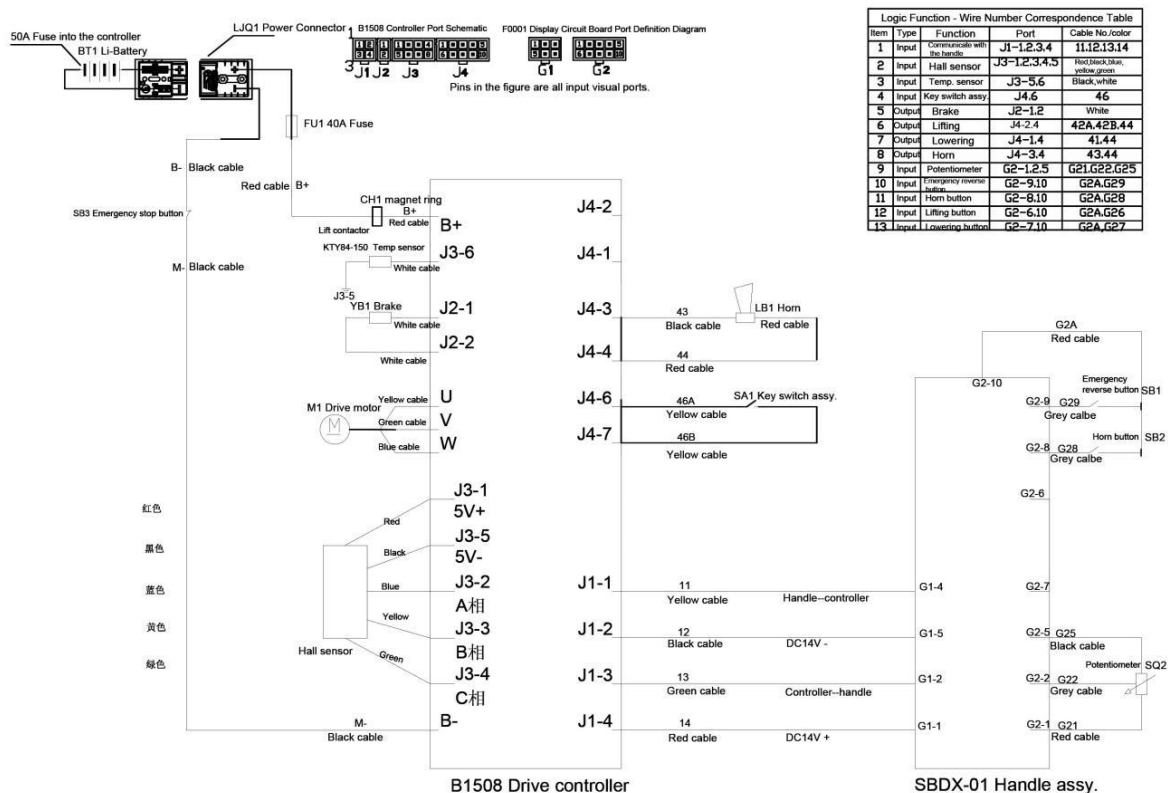 50A Fuse into the controller
BT1 Li-Battery
LJQ1 Power Connector
B1508 Controller Port Schematic
F0001 Display Circuit Board Port Definition Diagram
J1 J2 J3 J4
G1 G2
Pins in the figure are all input visual ports.
Logic Function - Wire Number Correspondence Table
Item Type Function Port Cable No./color
1 Input Communicate with the handle J1-1.2.3.4 11.12.13.14
2 Input Hall sensor J3-1.2.3.4.5 Red,black,blue, yellow,green
3 Input Temp. sensor J3-5.6 Black,white
4 Input Key switch assy. J4.6 46
5 Output Brake J2-1.2 White
6 Output Lifting J4-2.4 42A.42B.44
7 Output Lowering J4-1.4 41.44
8 Output Horn J4-3.4 43.44
9 Input Potentiometer G2-1.2.5 G21.G22.G25
10 Input Emergency reverse button G2-9.10 G2A.G29
11 Input Horn button G2-8.10 G2A.G28
12 Input Lifting button G2-6.10 G2A.G26
13 Input Lowering button G2-7.10 G2A,G27
FU1 40A Fuse
B- Black cable
Red cable B+
SB3 Emergency stop button
M- Black cable
CH1 magnet ring
B+
Red cable
Lift contactor
B+
KTY84-150 Temp sensor
White cable
J3-6
J3-5
YB1 Brake
White cable
J2-1
White cable
J2-2
M1 Drive motor
M
Yellow cable
U
Green cable
V
Blue cable
W
J4-2
J4-1
J4-3
43
Black cable
LB1 Horn
Red cable
J4-4
44
Red cable
J4-6
46A
Yellow cable
SA1 Key switch assy.
J4-7
46B
Yellow cable
红色
黑色
蓝色
黄色
绿色
Hall sensor
Red
J3-1
5V+
Black
J3-5
5V-
Blue
J3-2
A相
Yellow
J3-3
B相
Green
J3-4
C相
M-
Black cable
B-
J1-1
11
Yellow cable
Handle--controller
G1-4
J1-2
12
Black cable
DC14V -
G1-5
J1-3
13
Green cable
Controller--handle
G1-2
J1-4
14
Red cable
DC14V +
G1-1
G2A
Red cable
G2-10
Emergency
reverse button
SB1
G2-9
G29
Grey calbe
Horn button
SB2
G2-8
G28
Grey calbe
G2-6
G2-7
G2-5
G25
Black cable
Potentiometer
SQ2
G2-2
G22
Grey cable
G2-1
G21
Red cable
B1508 Drive controller
SBDX-01 Handle assy.